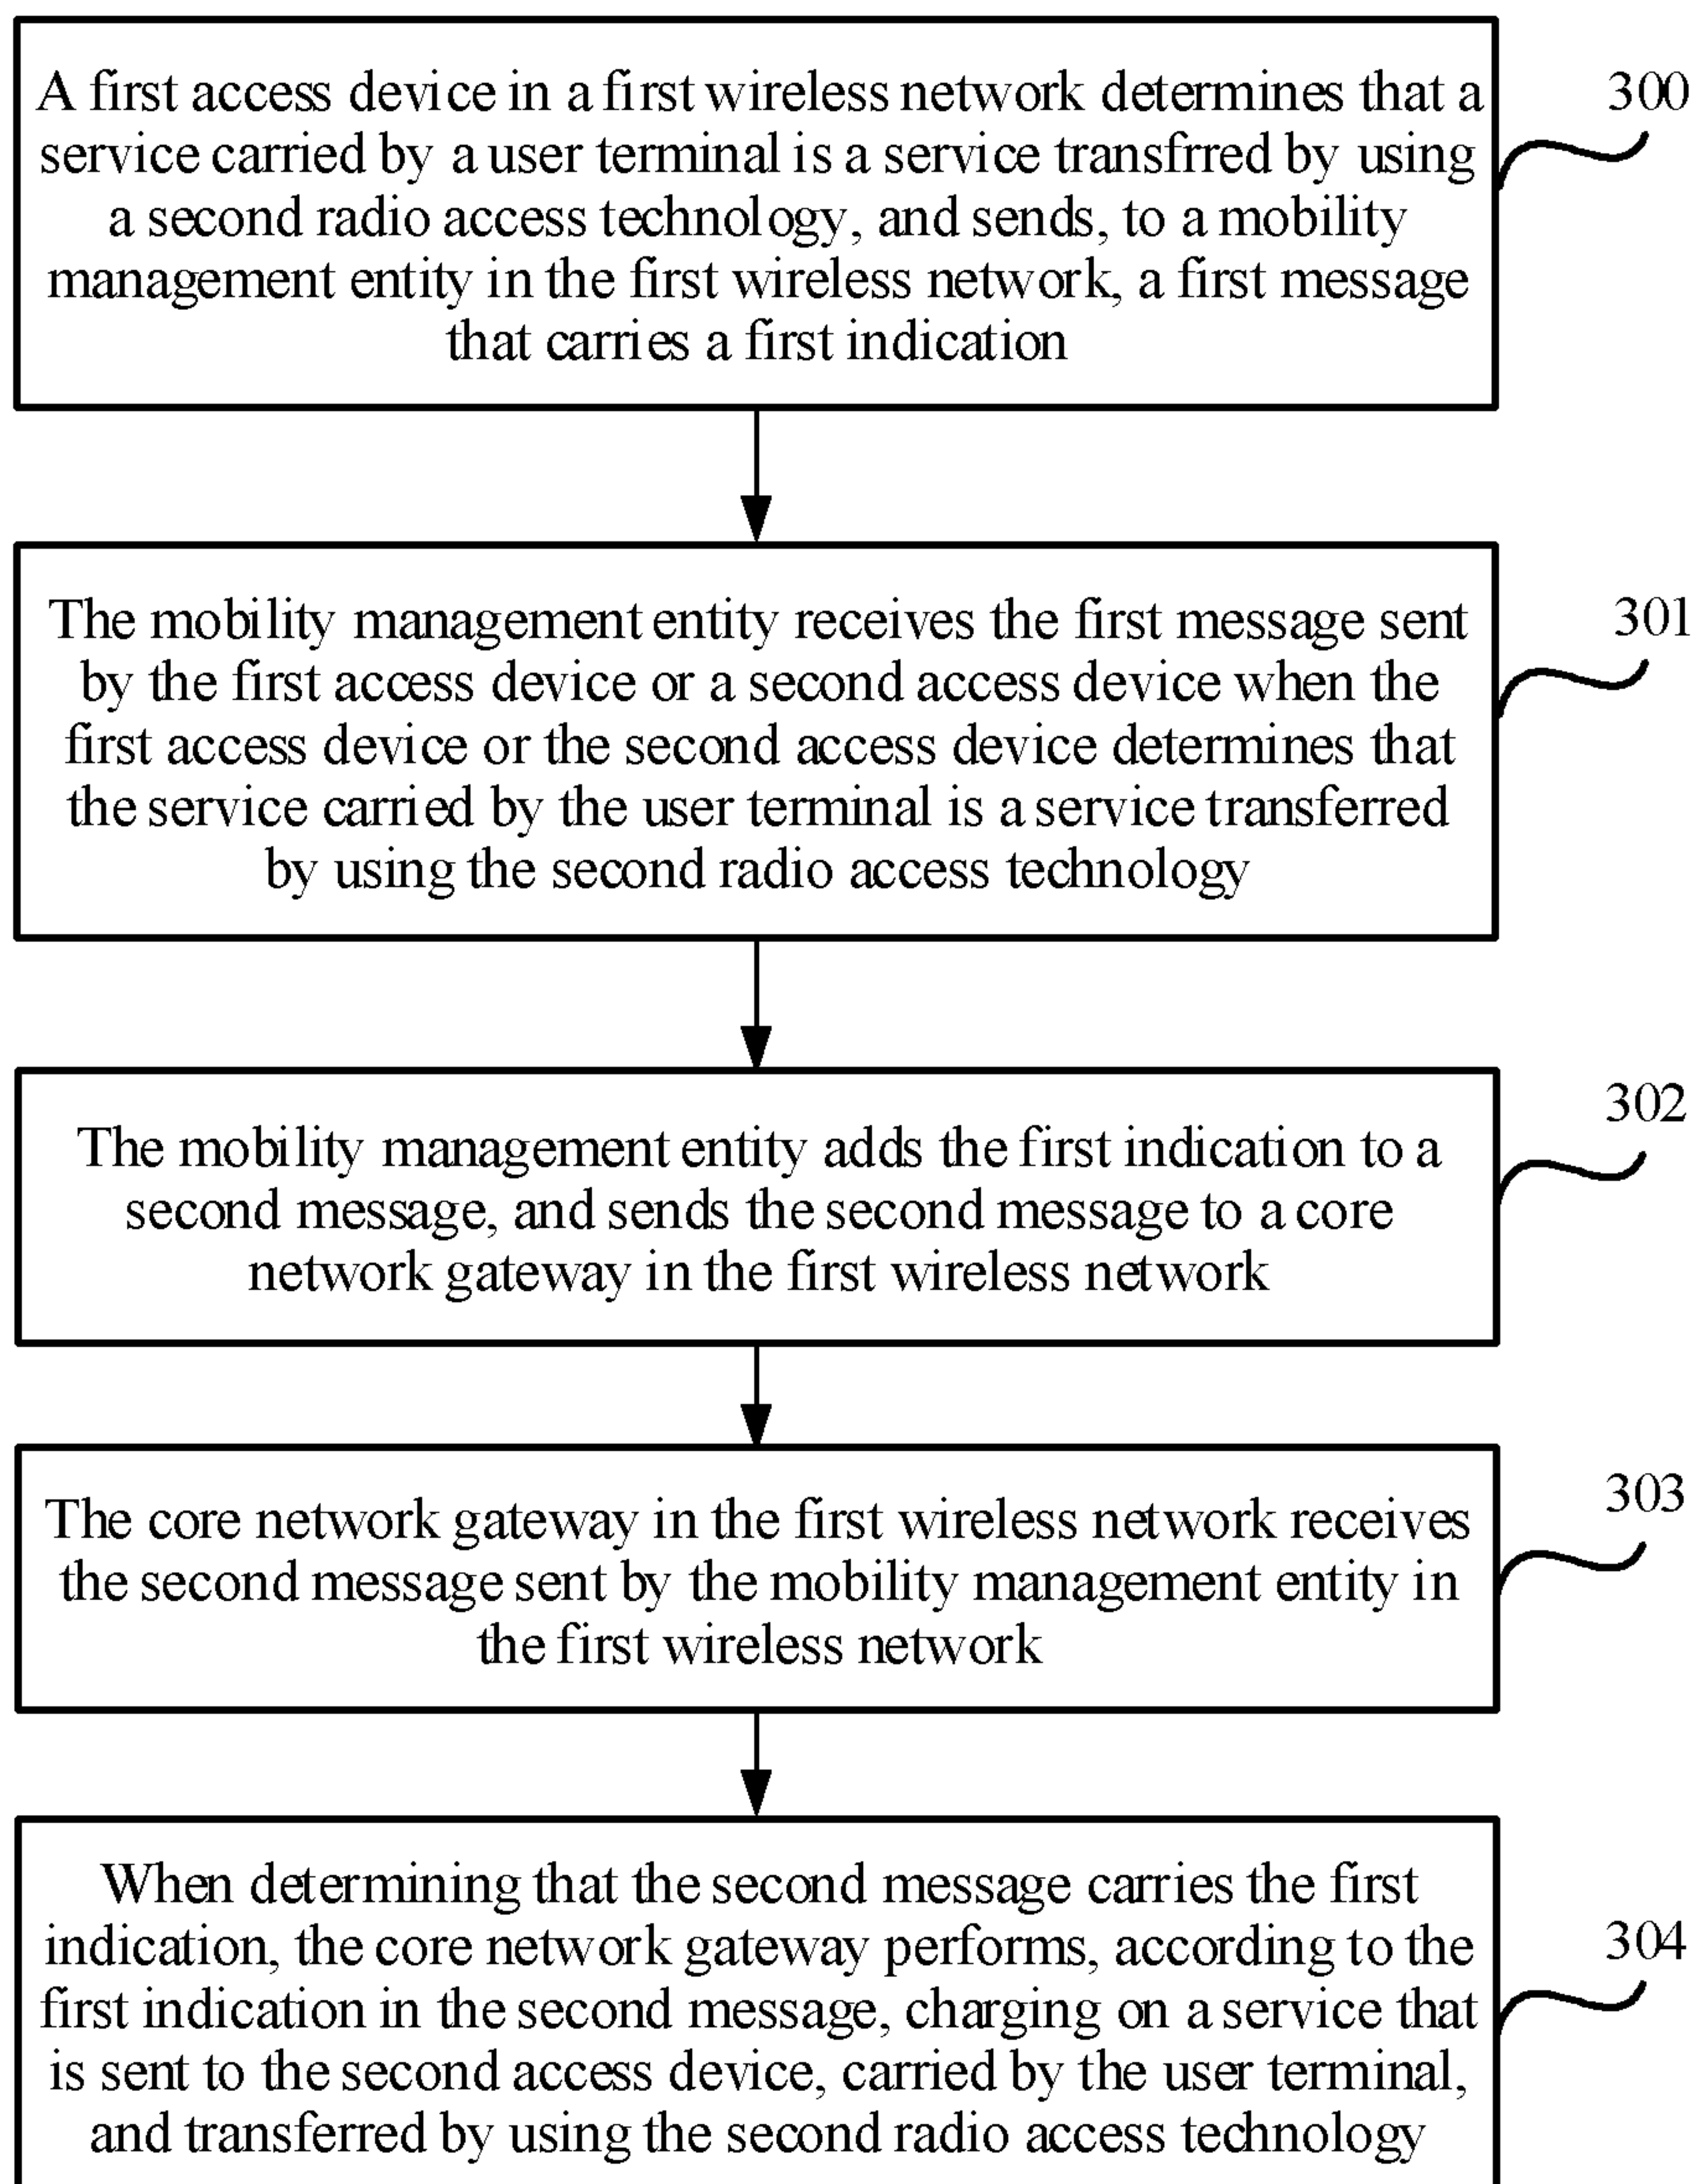 A first access device in a first wireless network determines that a
300
service carried by a user terminal is a service transfrred by using
a second radio access technology, and sends, to a mobility
management entity in the first wireless network, a first message
that carries a first indication
The mobility management entity receives the first message sent
301
by the first access device or a second access device when the
first access device or the second access device determines that
the service carried by the user terminal is a service transferred
by using the second radio access technology
302
The mobility management entity adds the first indication to a
second message, and sends the second message to a core
network gateway in the first wireless network
303
The core network gateway in the first wireless network receives
the second message sent by the mobility management entity in
the first wireless network
When determining that the second message carries the first
indication, the core network gateway performs, according to the
304
first indication in the second message, charging on a service that
is sent to the second access device, carried by the user terminal,
and transferred by using the second radio access technology